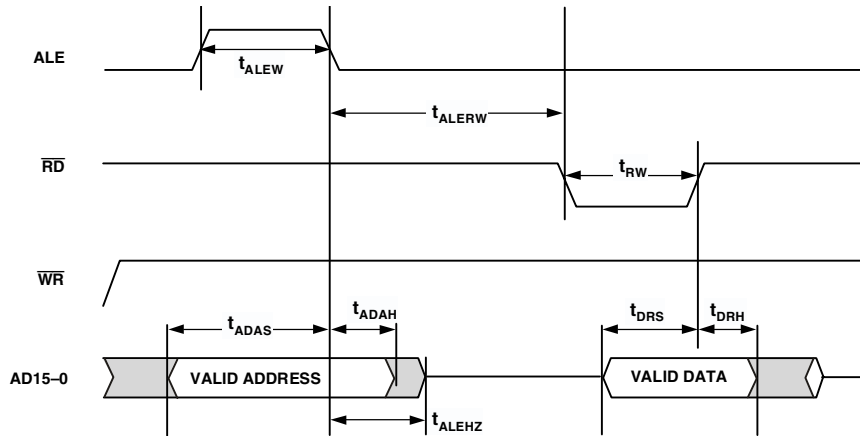 ALE
tALEW
tALERW
RD
tRW
WR
tADAS
tADAH
tDRS
tDRH
AD15–0
VALID ADDRESS
VALID DATA
tALEHZ